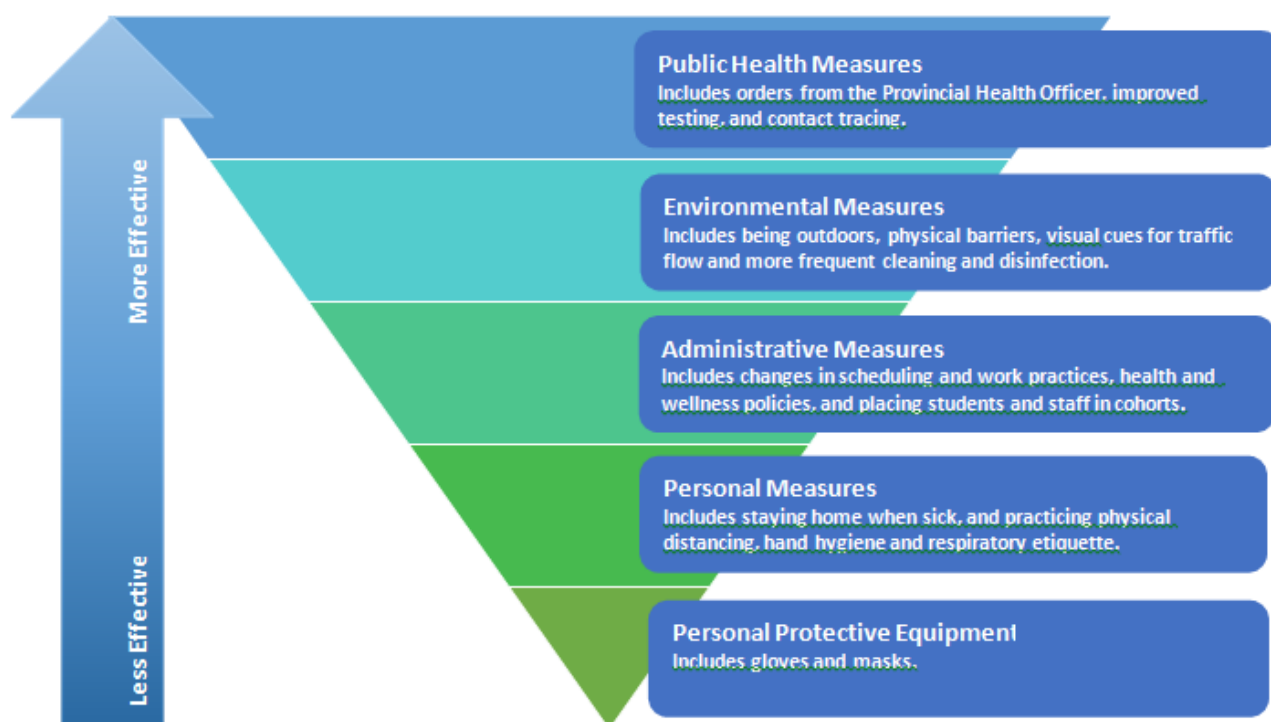 More Effective
Less Effective
Public Health Measures
Includes orders from the Provincial Health Officer. improved
testing, and contact tracing.
Environmental Measures
Includes being outdoors, physical barriers, visual cues for traffic
flow and more frequent cleaning and disinfection.
Administrative Measures
Includes changes in scheduling and work practices, health and
wellness policies, and placing students and staff in cohorts.
Personal Measures
Includes staying home when sick, and practicing physical
distancing, hand hygiene and respiratory etiquette.
Personal Protective Equipment
Includes gloves and masks.